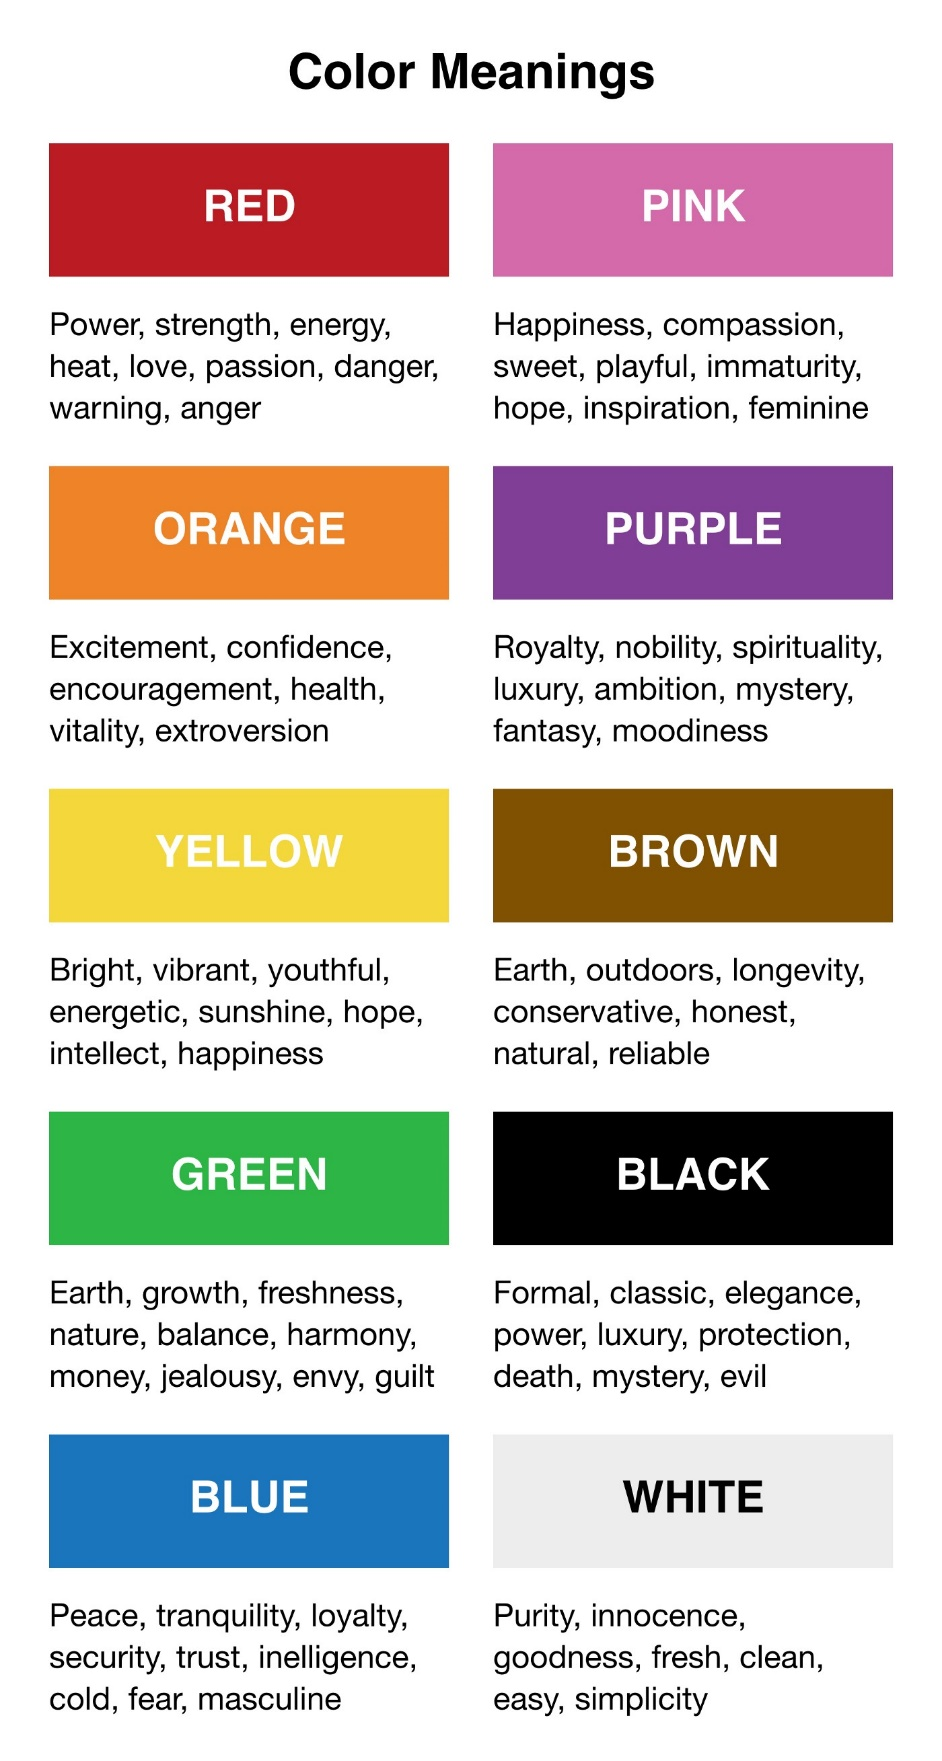 Color Meanings
RED
Power, strength, energy,
heat, love, passion, danger,
warning, anger
PINK
Happiness, compassion,
sweet, playful, immaturity,
hope, inspiration, feminine
ORANGE
Excitement, confidence,
encouragement, health,
vitality, extroversion
PURPLE
Royalty, nobility, spirituality,
luxury, ambition, mystery,
fantasy, moodiness
YELLOW
Bright, vibrant, youthful,
energetic, sunshine, hope,
intellect, happiness
BROWN
Earth, outdoors, longevity,
conservative, honest,
natural, reliable
GREEN
Earth, growth, freshness,
nature, balance, harmony,
money, jealousy, envy, guilt
BLACK
Formal, classic, elegance,
power, luxury, protection,
death, mystery, evil
BLUE
Peace, tranquility, loyalty,
security, trust, inelligence,
cold, fear, masculine
WHITE
Purity, innocence,
goodness, fresh, clean,
easy, simplicity